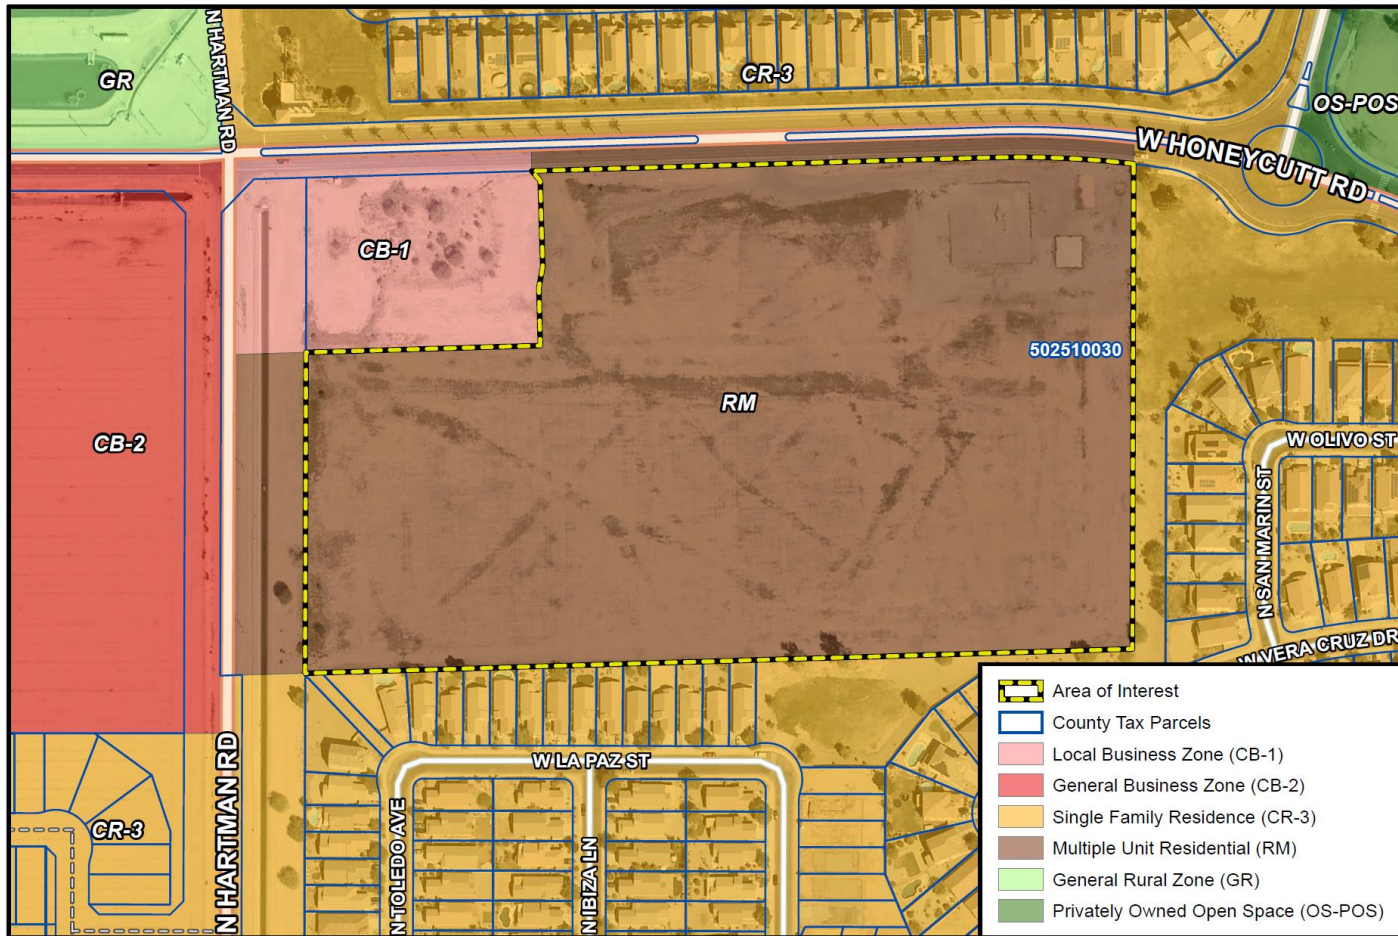 GR
N HARTMAN RD
CR-3
OS-POS
W HONEYCUTT RD
CB-1
502510030
RM
CB-2
W OLIVO ST
N SAN MARIN ST
W VERA CRUZ DR
W LA PAZ ST
N TOLEDO AVE
N IBIZA LN
N HARTMAN RD
CR-3
Area of Interest
County Tax Parcels
Local Business Zone (CB-1)
General Business Zone (CB-2)
Single Family Residence (CR-3)
Multiple Unit Residential (RM)
General Rural Zone (GR)
Privately Owned Open Space (OS-POS)